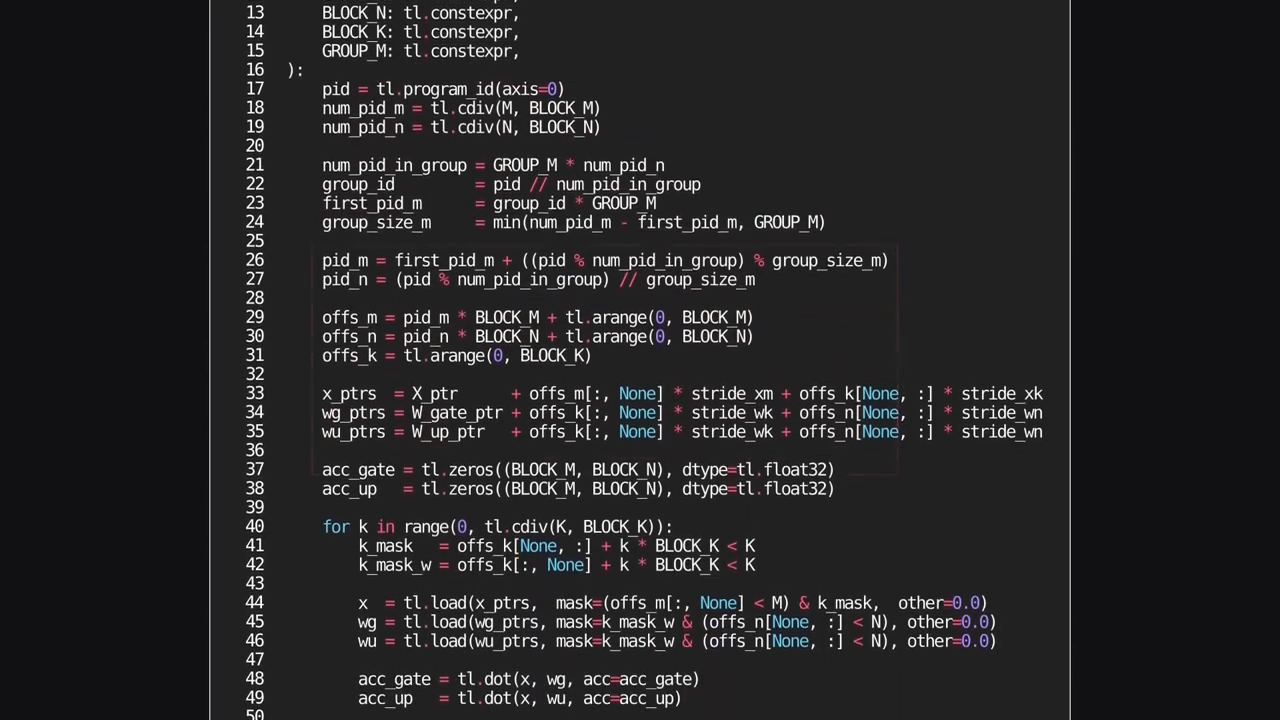 13 BLOCK_N: tl.constexpr,
14 BLOCK_K: tl.constexpr,
15 GROUP_M: tl.constexpr,
16 ):
17 pid = tl.program_id(axis=0)
18 num_pid_m = tl.cdiv(M, BLOCK_M)
19 num_pid_n = tl.cdiv(N, BLOCK_N)
20
21 num_pid_in_group = GROUP_M * num_pid_n
22 group_id = pid // num_pid_in_group
23 first_pid_m = group_id * GROUP_M
24 group_size_m = min(num_pid_m - first_pid_m, GROUP_M)
25
26 pid_m = first_pid_m + ((pid % num_pid_in_group) % group_size_m)
27 pid_n = (pid % num_pid_in_group) // group_size_m
28
29 offs_m = pid_m * BLOCK_M + tl.arange(0, BLOCK_M)
30 offs_n = pid_n * BLOCK_N + tl.arange(0, BLOCK_N)
31 offs_k = tl.arange(0, BLOCK_K)
32
33 x_ptrs = X_ptr + offs_m[:, None] * stride_xm + offs_k[None, :] * stride_xk
34 wg_ptrs = W_gate_ptr + offs_k[:, None] * stride_wk + offs_n[None, :] * stride_wn
35 wu_ptrs = W_up_ptr + offs_k[:, None] * stride_wk + offs_n[None, :] * stride_wn
36
37 acc_gate = tl.zeros((BLOCK_M, BLOCK_N), dtype=tl.float32)
38 acc_up = tl.zeros((BLOCK_M, BLOCK_N), dtype=tl.float32)
39
40 for k in range(0, tl.cdiv(K, BLOCK_K)):
41 k_mask = offs_k[None, :] + k * BLOCK_K < K
42 k_mask_w = offs_k[:, None] + k * BLOCK_K < K
43
44 x = tl.load(x_ptrs, mask=(offs_m[:, None] < M) & k_mask, other=0.0)
45 wg = tl.load(wg_ptrs, mask=k_mask_w & (offs_n[None, :] < N), other=0.0)
46 wu = tl.load(wu_ptrs, mask=k_mask_w & (offs_n[None, :] < N), other=0.0)
47
48 acc_gate = tl.dot(x, wg, acc=acc_gate)
49 acc_up = tl.dot(x, wu, acc=acc_up)
50